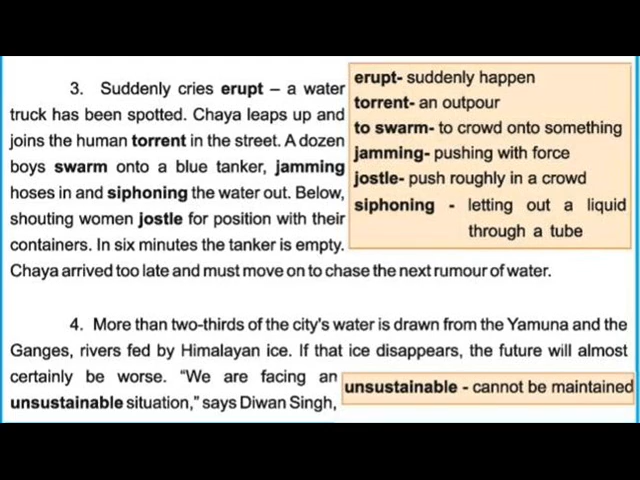 3. Suddenly cries erupt – a water
truck has been spotted. Chaya leaps up and
joins the human torrent in the street. A dozen
boys swarm onto a blue tanker, jamming
hoses in and siphoning the water out. Below,
shouting women jostle for position with their
containers. In six minutes the tanker is empty.
Chaya arrived too late and must move on to chase the next rumour of water.
erupt- suddenly happen
torrent- an outpour
to swarm- to crowd onto something
jamming- pushing with force
jostle- push roughly in a crowd
siphoning - letting out a liquid
through a tube
4. More than two-thirds of the city's water is drawn from the Yamuna and the
Ganges, rivers fed by Himalayan ice. If that ice disappears, the future will almost
certainly be worse. “We are facing an
unsustainable situation,” says Diwan Singh,
unsustainable - cannot be maintained